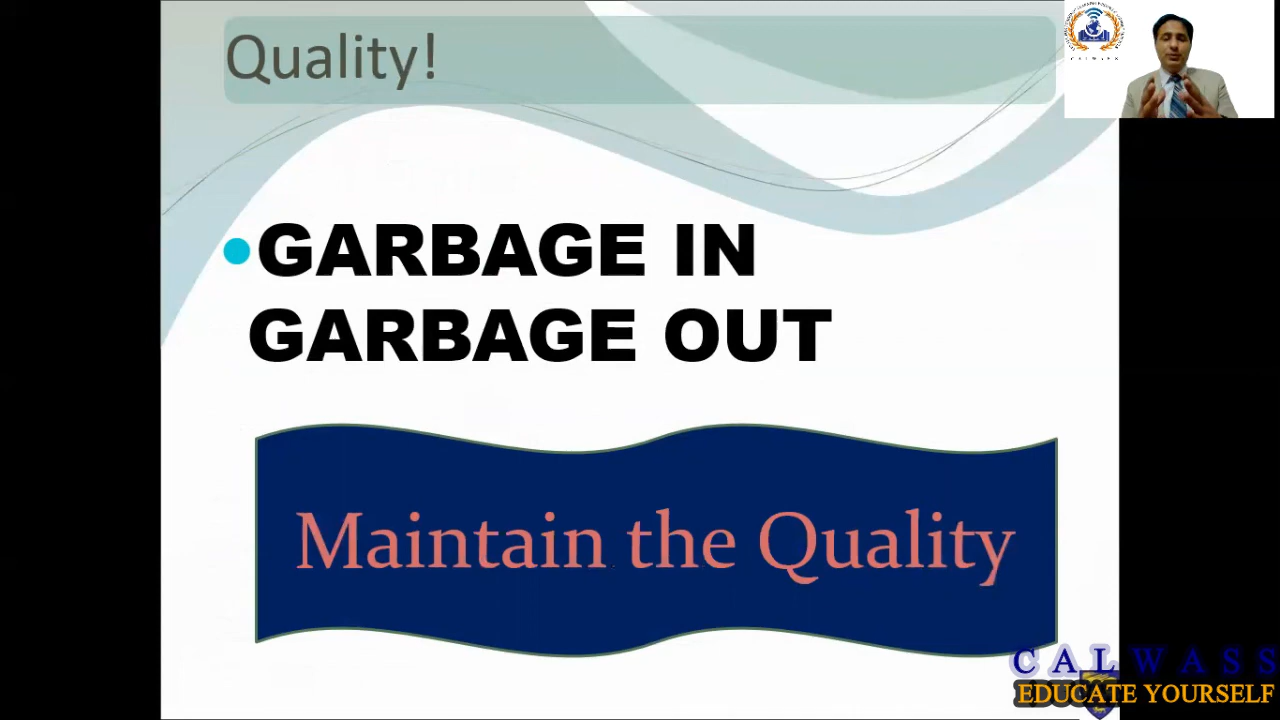 Quality!
•GARBAGE IN
GARBAGE OUT
Maintain the Quality
CALWASS
EDUCATE YOURSELF